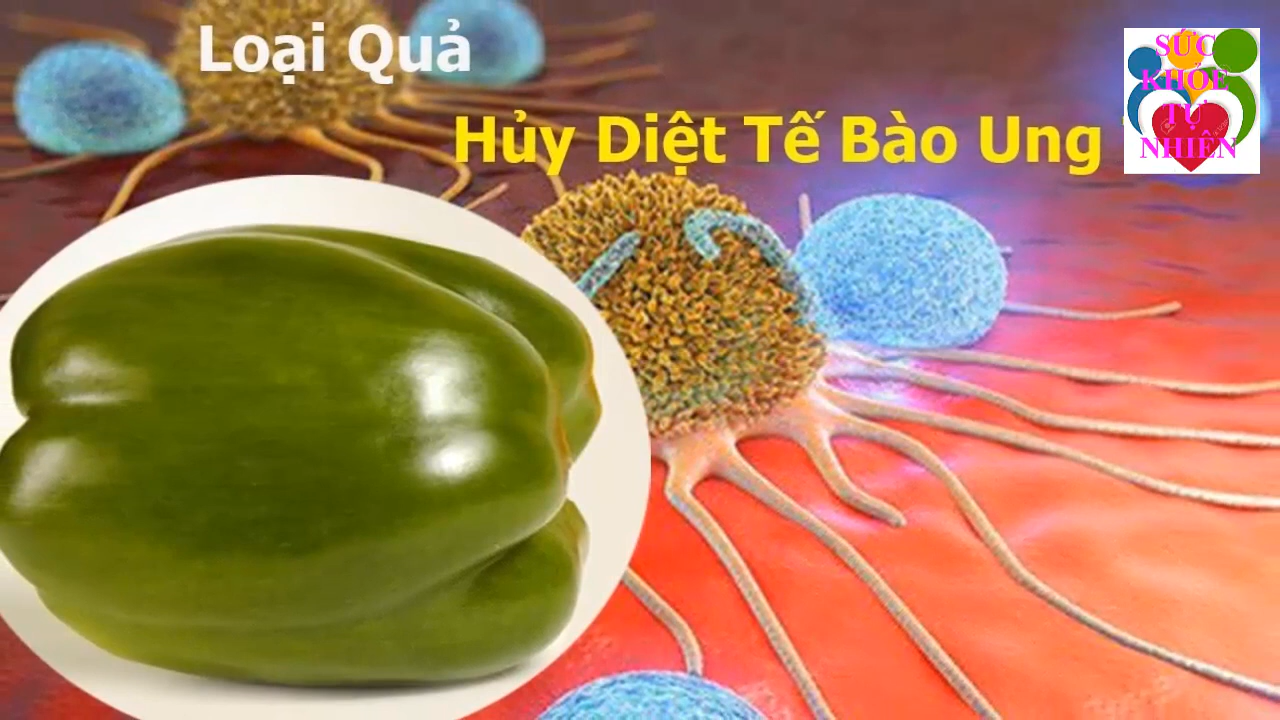 Loại Quả
Hủy Diệt Tế Bào Ung
SỨC
KHỎE
TỰ
NHIÊN